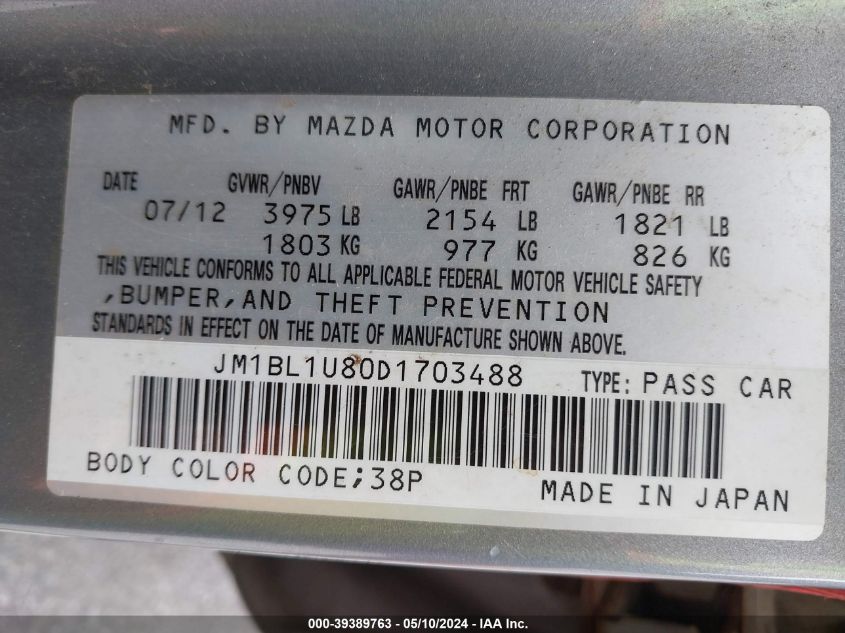 MFD. BY MAZDA MOTOR CORPORATION
DATE GVWR/PNBV GAWR/PNBE FRT GAWR/PNBE RR
07/12 3975 LB 2154 LB 1821 LB
1803 KG 977 KG 826 KG
THIS VEHICLE CONFORMS TO ALL APPLICABLE FEDERAL MOTOR VEHICLE SAFETY
,BUMPER,AND THEFT PREVENTION
STANDARDS IN EFFECT ON THE DATE OF MANUFACTURE SHOWN ABOVE.
JM1BL1U80D1703488 TYPE: PASS CAR
BODY COLOR CODE;38P MADE IN JAPAN
000-39389763 - 05/10/2024 - IAA Inc.